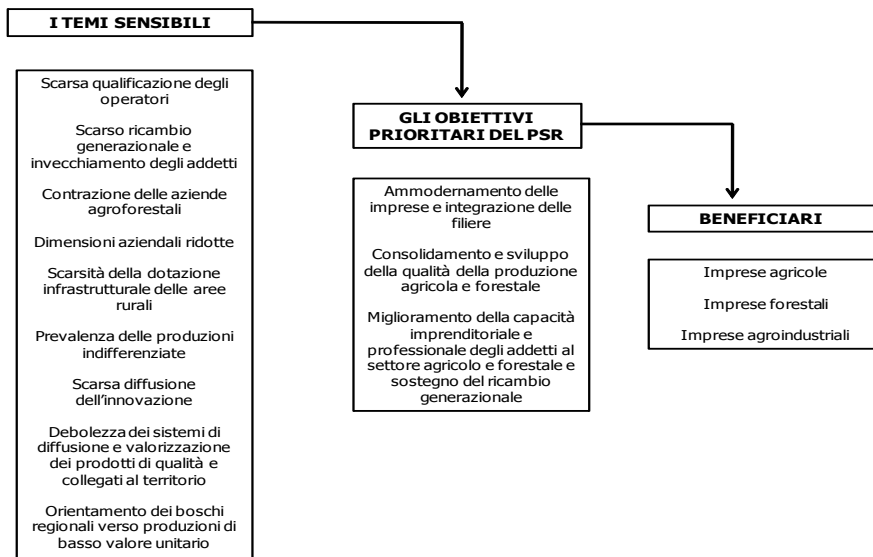 I TEMI SENSIBILI
Scarsa qualificazione degli
operatori
Scarso ricambio
generazionale e
invecchiamento degli addetti
Contrazione delle aziende
agroforestali
Dimensioni aziendali ridotte
Scarsità della dotazione
infrastrutturale delle aree
rurali
Prevalenza delle produzioni
indifferenziate
Scarsa diffusione
dell'innovazione
Debolezza dei sistemi di
diffusione e valorizzazione
dei prodotti di qualità e
collegati al territorio
Orientamento dei boschi
regionali verso produzioni di
basso valore unitario
GLI OBIETTIVI
PRIORITARI DEL PSR
Ammodernamento delle
imprese e integrazione delle
filiere
Consolidamento e sviluppo
della qualità della produzione
agricola e forestale
Miglioramento della capacità
imprenditoriale e
professionale degli addetti al
settore agricolo e forestale e
sostegno del ricambio
generazionale
BENEFICIARI
Imprese agricole
Imprese forestali
Imprese agroindustriali